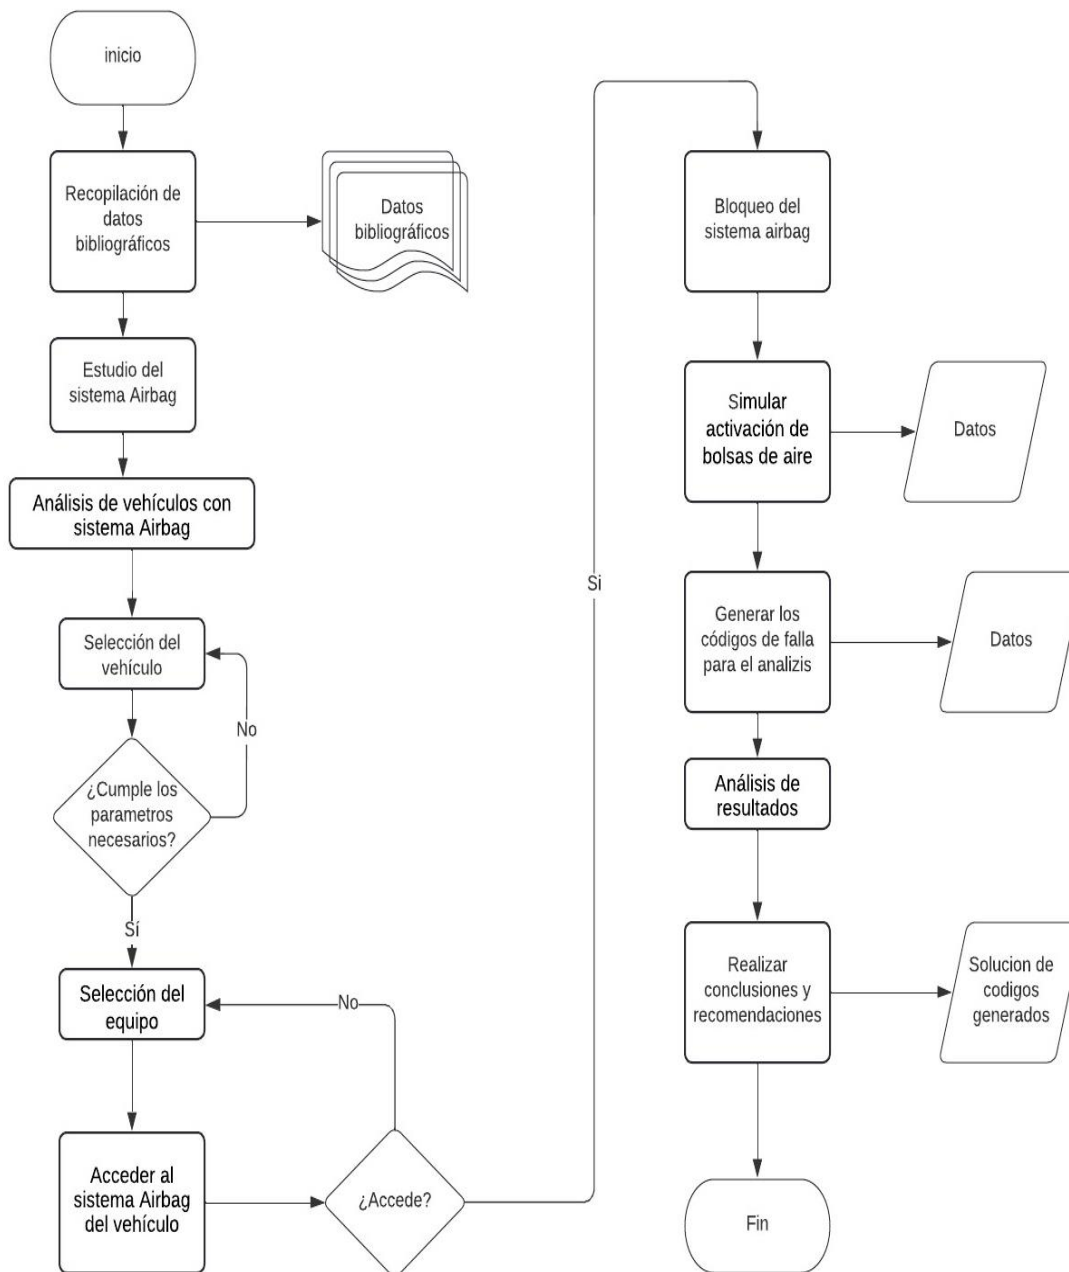 inicio
Recopilación de
datos
bibliográficos
Datos
bibliográficos
Estudio del
sistema Airbag
Análisis de vehículos con
sistema Airbag
Selección del
vehículo
No
¿Cumple los
parametros
necesarios?
Sí
Selección del
equipo
No
Acceder al
sistema Airbag
del vehículo
¿Accede?
Si
Bloqueo del
sistema airbag
Simular
activación de
bolsas de aire
Datos
Generar los
códigos de falla
para el analizis
Datos
Análisis de
resultados
Realizar
conclusiones y
recomendaciones
Solucion de
codigos
generados
Fin